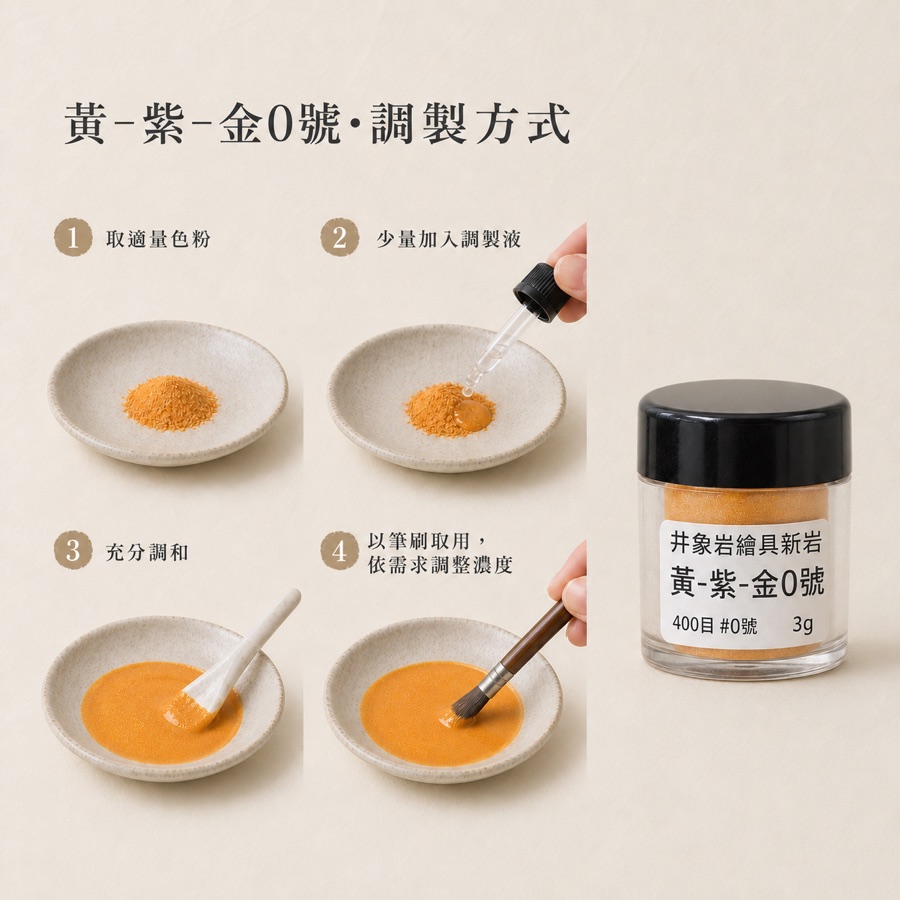 黃-紫-金0號·調製方式
1 取適量色粉
2 少量加入調製液
3 充分調和
4 以筆刷取用，
依需求調整濃度
井象岩繪具新岩
黃-紫-金0號
400目 #0號 3g